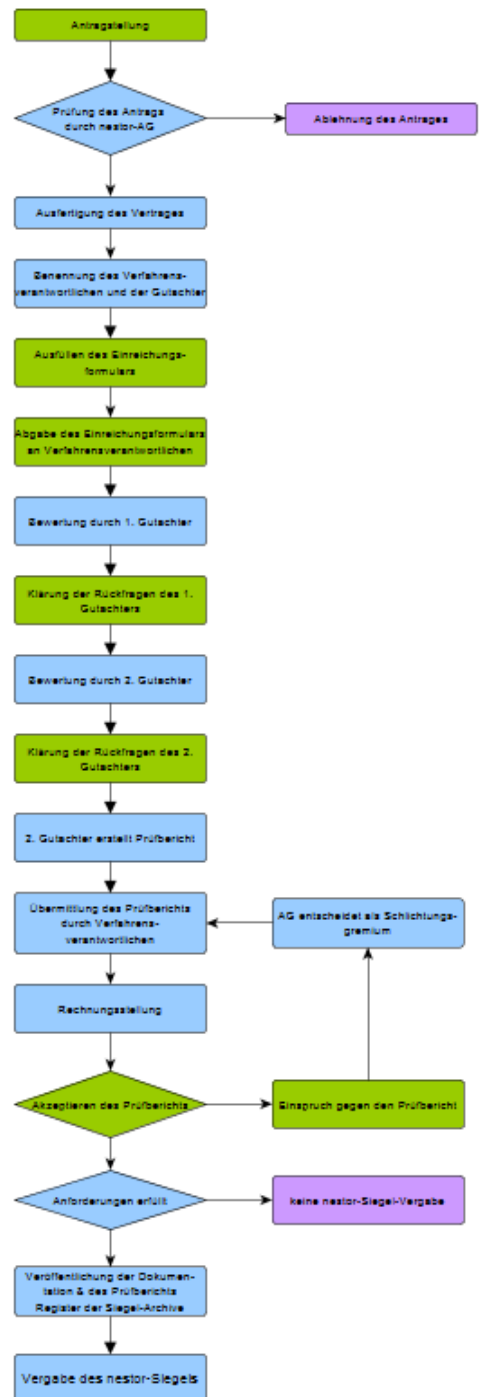 Antragstellung
Prüfung des Antrags
durch nestor-AG
Ablehnung des Antrages
Ausfertigung des Vertrages
Benennung des Verfahrens-
verantwortlichen und der Gutachter
Ausfüllen des Einreichungs-
formulars
Abgabe des Einreichungsformulars
an Verfahrensverantwortlichen
Bewertung durch 1. Gutachter
Klärung der Rückfragen des 1.
Gutachters
Bewertung durch 2. Gutachter
Klärung der Rückfragen des 2.
Gutachters
2. Gutachter erstellt Prüfbericht
Übermittlung des Prüfberichts
durch Verfahrens-
verantwortlichen
AG entscheidet als Schlichtungs-
gremium
Rechnungsstellung
Akzeptieren des Prüfberichts
Einspruch gegen den Prüfbericht
Anforderungen erfüllt
keine nestor-Siegel-Vergabe
Veröffentlichung der Dokumen-
tation & des Prüfberichts
Register der Siegel-Archive
Vergabe des nestor-Siegels